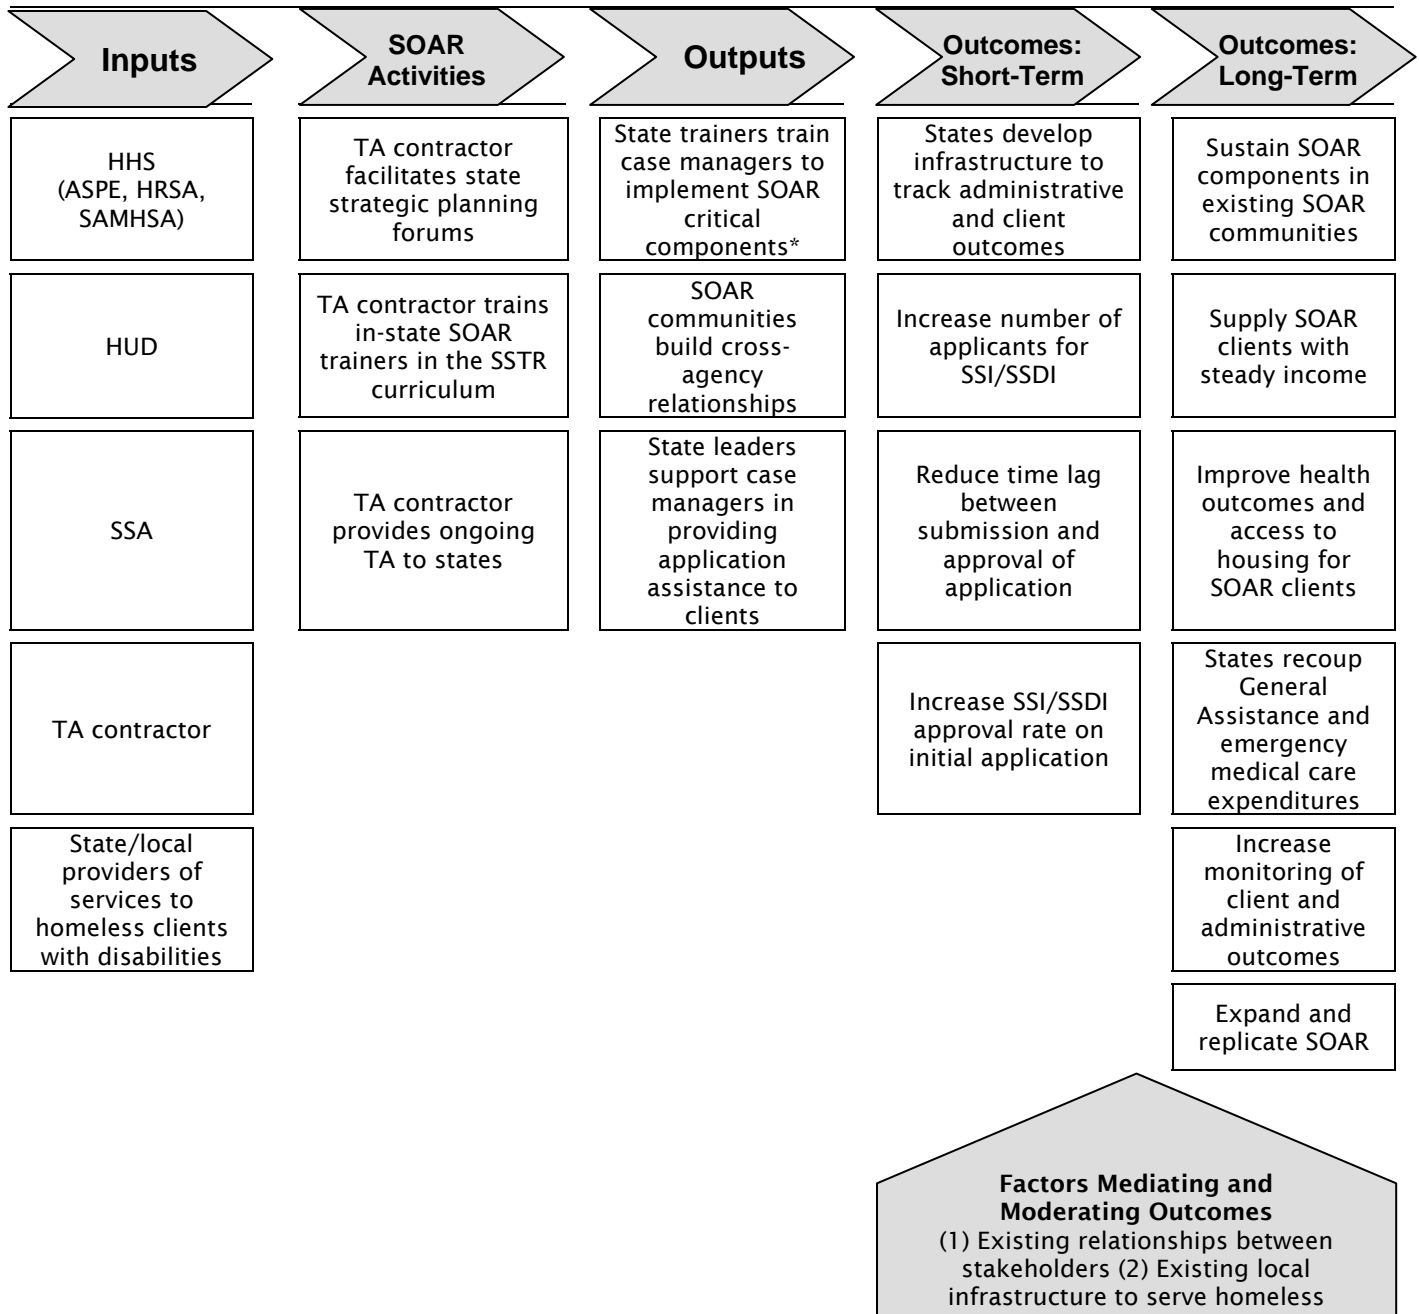 Inputs
SOAR
Activities
Outputs
Outcomes:
Short-Term
Outcomes:
Long-Term
HHS
(ASPE, HRSA,
SAMHSA)
HUD
SSA
TA contractor
State/local
providers of
services to
homeless clients
with disabilities
TA contractor
facilitates state
strategic planning
forums
TA contractor trains
in-state SOAR
trainers in the SSTR
curriculum
TA contractor
provides ongoing
TA to states
State trainers train
case managers to
implement SOAR
critical
components*
SOAR
communities
build cross-
agency
relationships
State leaders
support case
managers in
providing
application
assistance to
clients
States develop
infrastructure to
track administrative
and client
outcomes
Increase number of
applicants for
SSI/SSDI
Reduce time lag
between
submission and
approval of
application
Increase SSI/SSDI
approval rate on
initial application
Sustain SOAR
components in
existing SOAR
communities
Supply SOAR
clients with
steady income
Improve health
outcomes and
access to
housing for
SOAR clients
States recoup
General
Assistance and
emergency
medical care
expenditures
Increase
monitoring of
client and
administrative
outcomes
Expand and
replicate SOAR
Factors Mediating and
Moderating Outcomes
(1) Existing relationships between
stakeholders (2) Existing local
infrastructure to serve homeless